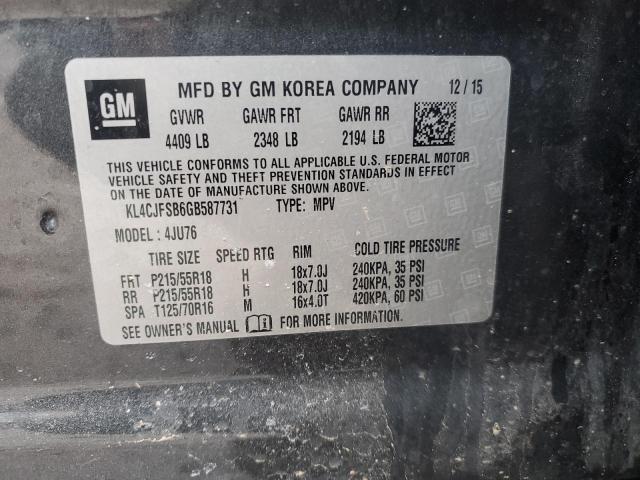 GM MFD BY GM KOREA COMPANY 12 / 15
GVWR GAWR FRT GAWR RR
4409 LB 2348 LB 2194 LB
THIS VEHICLE CONFORMS TO ALL APPLICABLE U.S. FEDERAL MOTOR
VEHICLE SAFETY AND THEFT PREVENTION STANDARDS IN EFFECT ON
THE DATE OF MANUFACTURE SHOWN ABOVE.
KL4CJFSB6GB587731 TYPE: MPV
MODEL : 4JU76
TIRE SIZE SPEED RTG RIM COLD TIRE PRESSURE
FRT P215/55R18 H 18x7.0J 240KPA, 35 PSI
RR P215/55R18 H 18x7.0J 240KPA, 35 PSI
SPA T125/70R16 M 16x4.0T 420KPA, 60 PSI
SEE OWNER'S MANUAL FOR MORE INFORMATION.